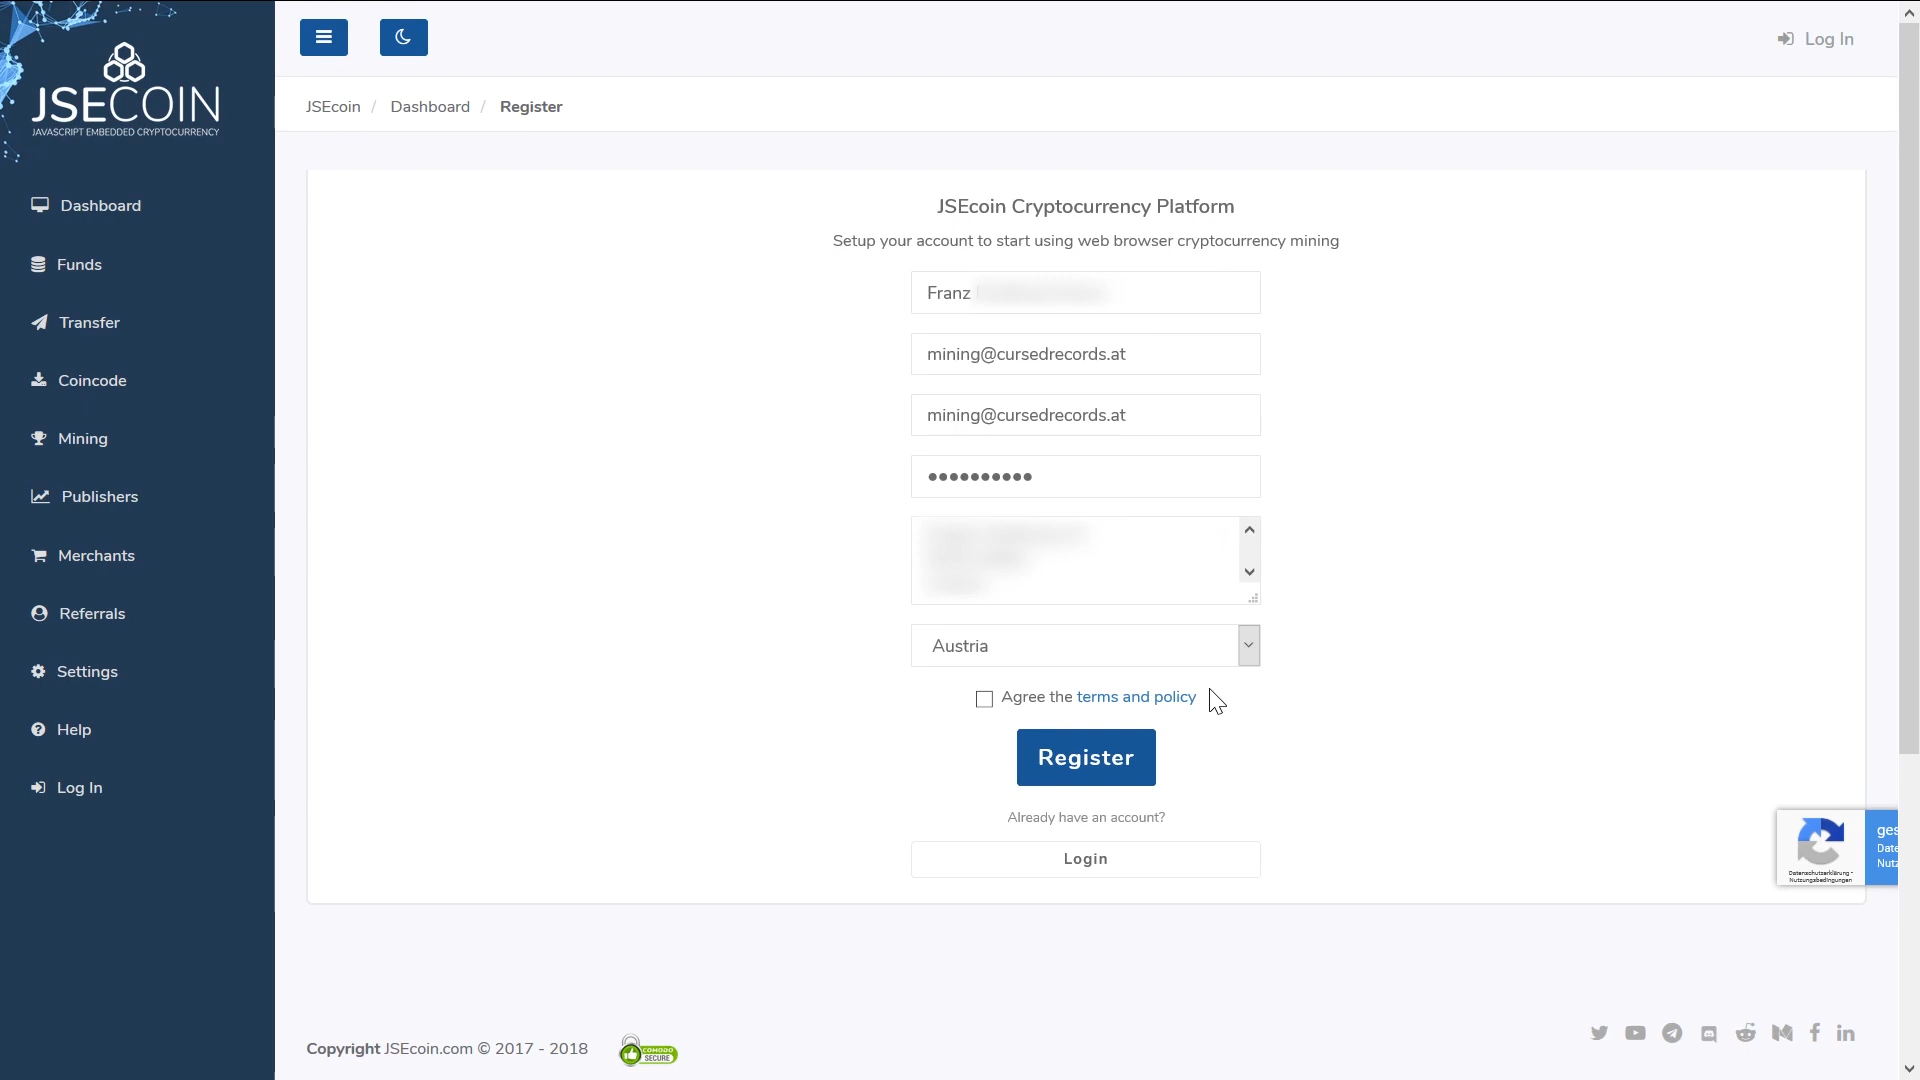 JSECOIN
JAVASCRIPT EMBEDDED CRYPTOCURRENCY
Dashboard
Funds
Transfer
Coincode
Mining
Publishers
Merchants
Referrals
Settings
Help
Log In
Log In
JSEcoin / Dashboard / Register
JSEcoin Cryptocurrency Platform
Setup your account to start using web browser cryptocurrency mining
Franz
mining@cursedrecords.at
mining@cursedrecords.at
Austria
Agree the terms and policy
Register
Already have an account?
Login
Datenschutzerklärung -
Nutzungsbedingungen
Copyright JSEcoin.com © 2017 - 2018
COMODO
SECURE